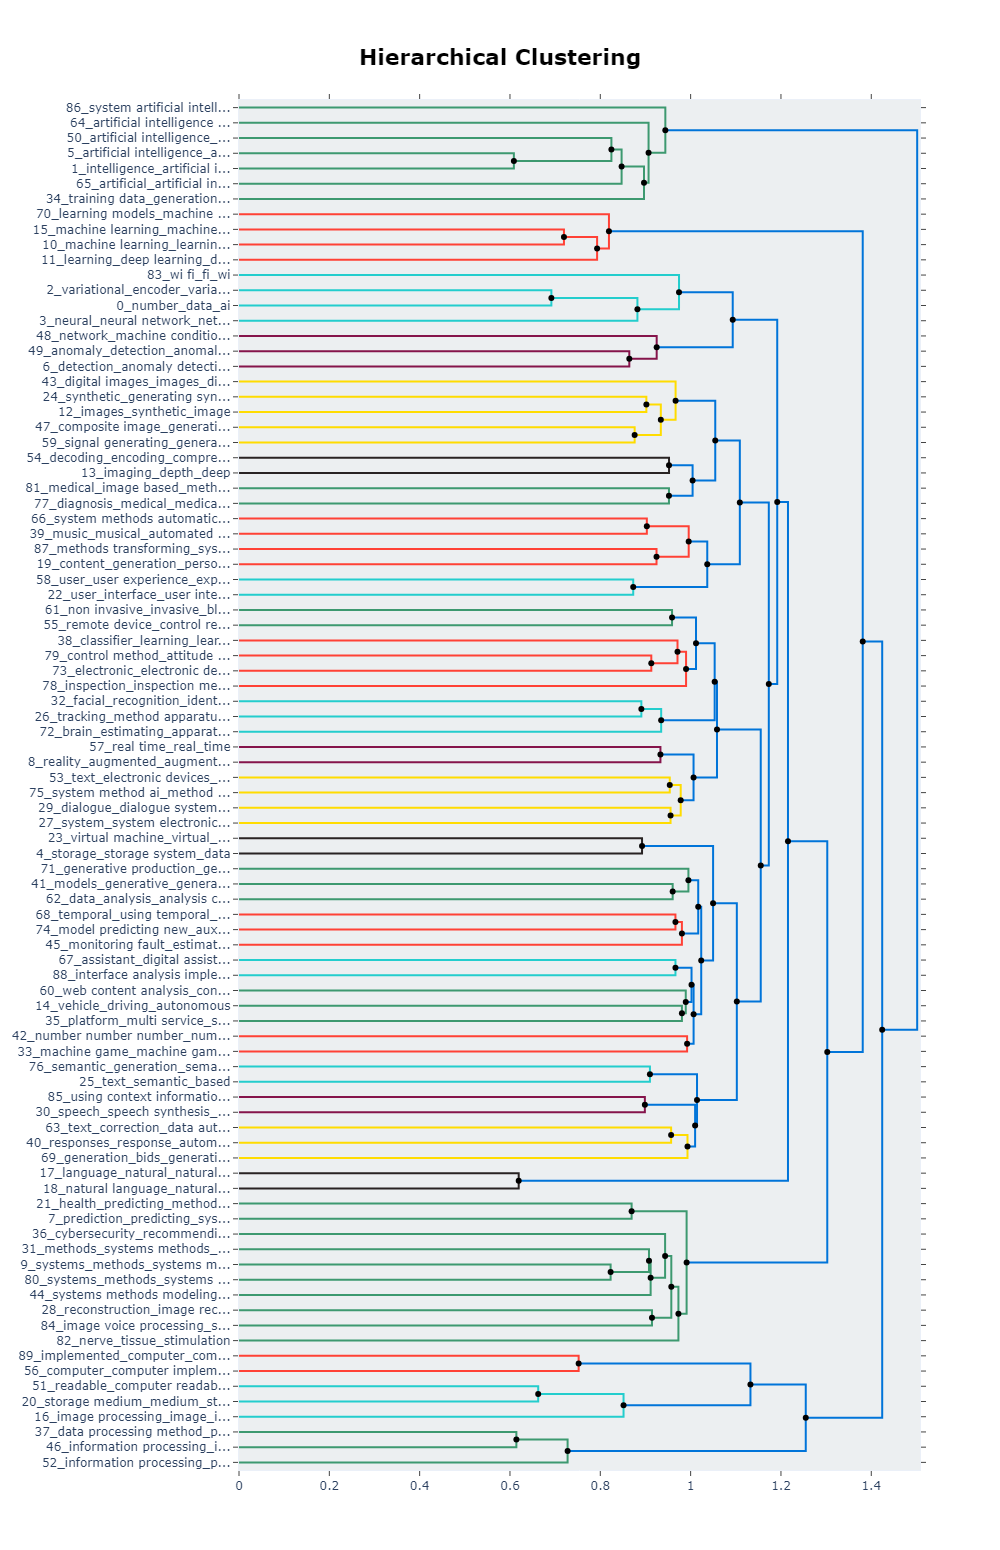 Hierarchical Clustering
86_system artificial intell...
64_artificial intelligence ...
50_artificial intelligence_...
5_artificial intelligence_a...
1_intelligence_artificial i...
65_artificial_artificial in...
34_training data_generation...
70_learning models_machine ...
15_machine learning_machine...
10_machine learning_learnin...
11_learning_deep learning_d...
83_wi fi_fi_wi
2_variational_encoder_varia...
0_number_data_ai
3_neural_neural network_net...
48_network_machine conditio...
49_anomaly_detection_anomal...
6_detection_anomaly detecti...
43_digital images_images_di...
24_synthetic_generating syn...
12_images_synthetic_image
47_composite image_generati...
59_signal generating_genera...
54_decoding_encoding_compre...
13_imaging_depth_deep
81_medical_image based_meth...
77_diagnosis_medical_medica...
66_system methods automatic...
39_music_musical_automated ...
87_methods transforming_sys...
19_content_generation_perso...
58_user_user experience_exp...
22_user_interface_user inte...
61_non invasive_invasive_bl...
55_remote device_control re...
38_classifier_learning_lear...
79_control method_attitude ...
73_electronic_electronic de...
78_inspection_inspection me...
32_facial_recognition_ident...
26_tracking_method apparatu...
72_brain_estimating_apparat...
57_real time_real_time
8_reality_augmented_augment...
53_text_electronic devices_...
75_system method ai_method ...
29_dialogue_dialogue system...
27_system_system electronic...
23_virtual machine_virtual_...
4_storage_storage system_data
71_generative production_ge...
41_models_generative_genera...
62_data_analysis_analysis c...
68_temporal_using temporal_...
74_model predicting new_aux...
45_monitoring fault_estimat...
67_assistant_digital assist...
88_interface analysis imple...
60_web content analysis_con...
14_vehicle_driving_autonomous
35_platform_multi service_s...
42_number number number_num...
33_machine game_machine gam...
76_semantic_generation_sema...
25_text_semantic_based
85_using context informatio...
30_speech_speech synthesis_...
63_text_correction_data aut...
40_responses_response_autom...
69_generation_bids_generati...
17_language_natural_natural...
18_natural language_natural...
21_health_predicting_method...
7_prediction_predicting_sys...
36_cybersecurity_recommendi...
31_methods_systems methods_...
9_systems_methods_systems m...
80_systems_methods_systems ...
44_systems methods modeling...
28_reconstruction_image rec...
84_image voice processing_s...
82_nerve_tissue_stimulation
89_implemented_computer_com...
56_computer_computer implem...
51_readable_computer readab...
20_storage medium_medium_st...
16_image processing_image_i...
37_data processing method_p...
46_information processing_i...
52_information processing_p...
0 0.2 0.4 0.6 0.8 1 1.2 1.4